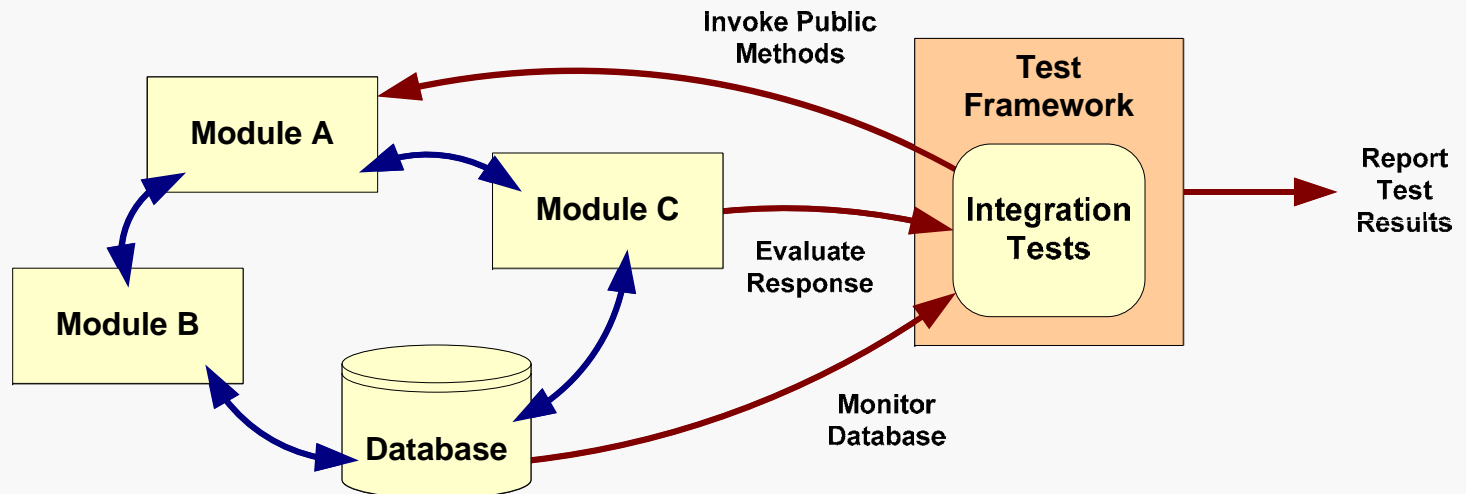 Invoke Public
Methods
Test
Framework
Module A
Report
Test
Results
Module C
Integration
Tests
Evaluate
Response
Module B
Monitor
Database
Database